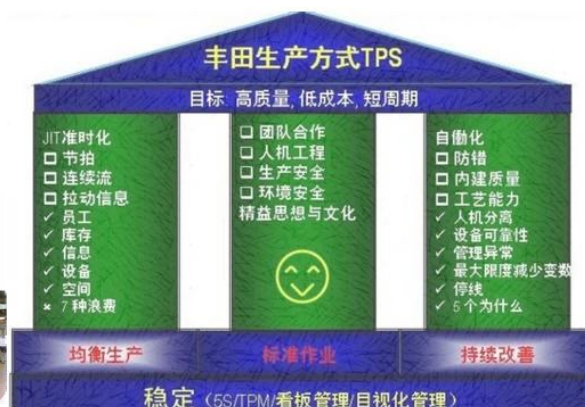 丰田生产方式TPS
目标: 高质量, 低成本, 短周期
JIT准时化
节拍
连续流
拉动信息
员工
库存
信息
设备
空间
7 种浪费
团队合作
人机工程
生产安全
环境安全
精益思想与文化
自働化
防错
内建质量
工艺能力
人机分离
设备可靠性
管理异常
最大限度减少变数
停线
5 个为什么
均衡生产
标准作业
持续改善
稳定（5S/TPM/看板管理/目视化管理）